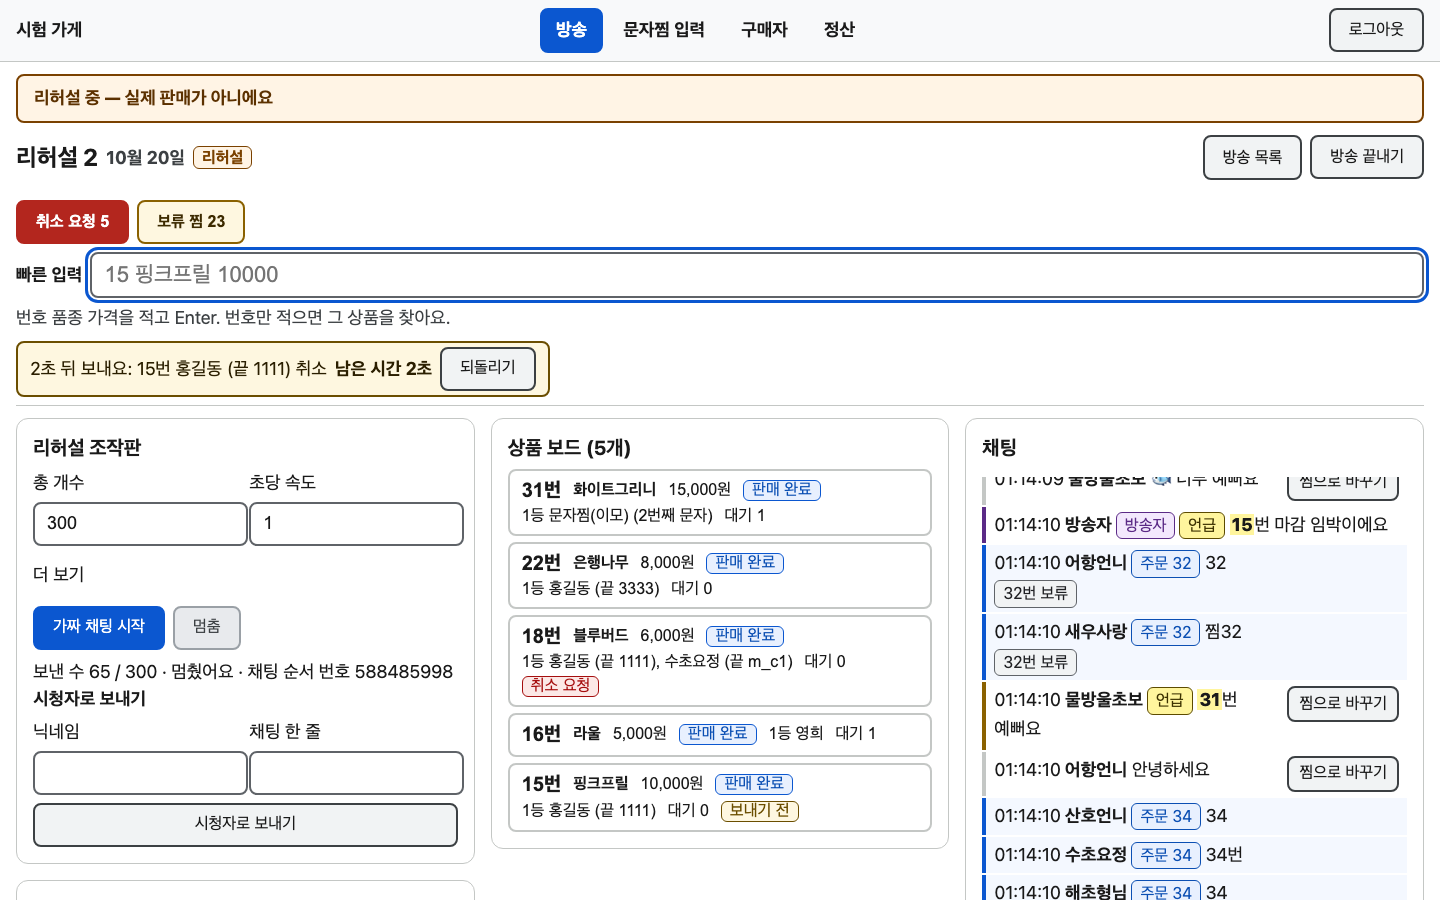 시험 가게
방송
문자찜 입력
구매자
정산
로그아웃
리허설 중 — 실제 판매가 아니에요
리허설 2 10월 20일 리허설
방송 목록
방송 끝내기
취소 요청 5
보류 찜 23
빠른 입력 15 핑크프릴 10000
번호 품종 가격을 적고 Enter. 번호만 적으면 그 상품을 찾아요.
2초 뒤 보내요: 15번 홍길동 (끝 1111) 취소 남은 시간 2초 되돌리기
리허설 조작판
총 개수 초당 속도
300 1
더 보기
가짜 채팅 시작 멈춤
보낸 수 65 / 300 · 멈췄어요 · 채팅 순서 번호 588485998
시청자로 보내기
닉네임 채팅 한 줄
시청자로 보내기
상품 보드 (5개)
31번 화이트그리니 15,000원 판매 완료
1등 문자찜(이모) (2번째 문자) 대기 1
22번 은행나무 8,000원 판매 완료
1등 홍길동 (끝 3333) 대기 0
18번 블루버드 6,000원 판매 완료
1등 홍길동 (끝 1111), 수초요정 (끝 m_c1) 대기 0
취소 요청
16번 라울 5,000원 판매 완료 1등 영희 대기 1
15번 핑크프릴 10,000원 판매 완료
1등 홍길동 (끝 1111) 대기 0 보내기 전
채팅
01:14:09 물방울초보 너무 예뻐요 찜으로 바꾸기
01:14:10 방송자 방송자 언급 15번 마감 임박이에요
01:14:10 어항언니 주문 32 32
32번 보류
01:14:10 새우사랑 주문 32 찜32
32번 보류
01:14:10 물방울초보 언급 31번 찜으로 바꾸기
예뻐요
01:14:10 어항언니 안녕하세요 찜으로 바꾸기
01:14:10 산호언니 주문 34 34
01:14:10 수초요정 주문 34 34번
01:14:10 해초형님 주문 34 34